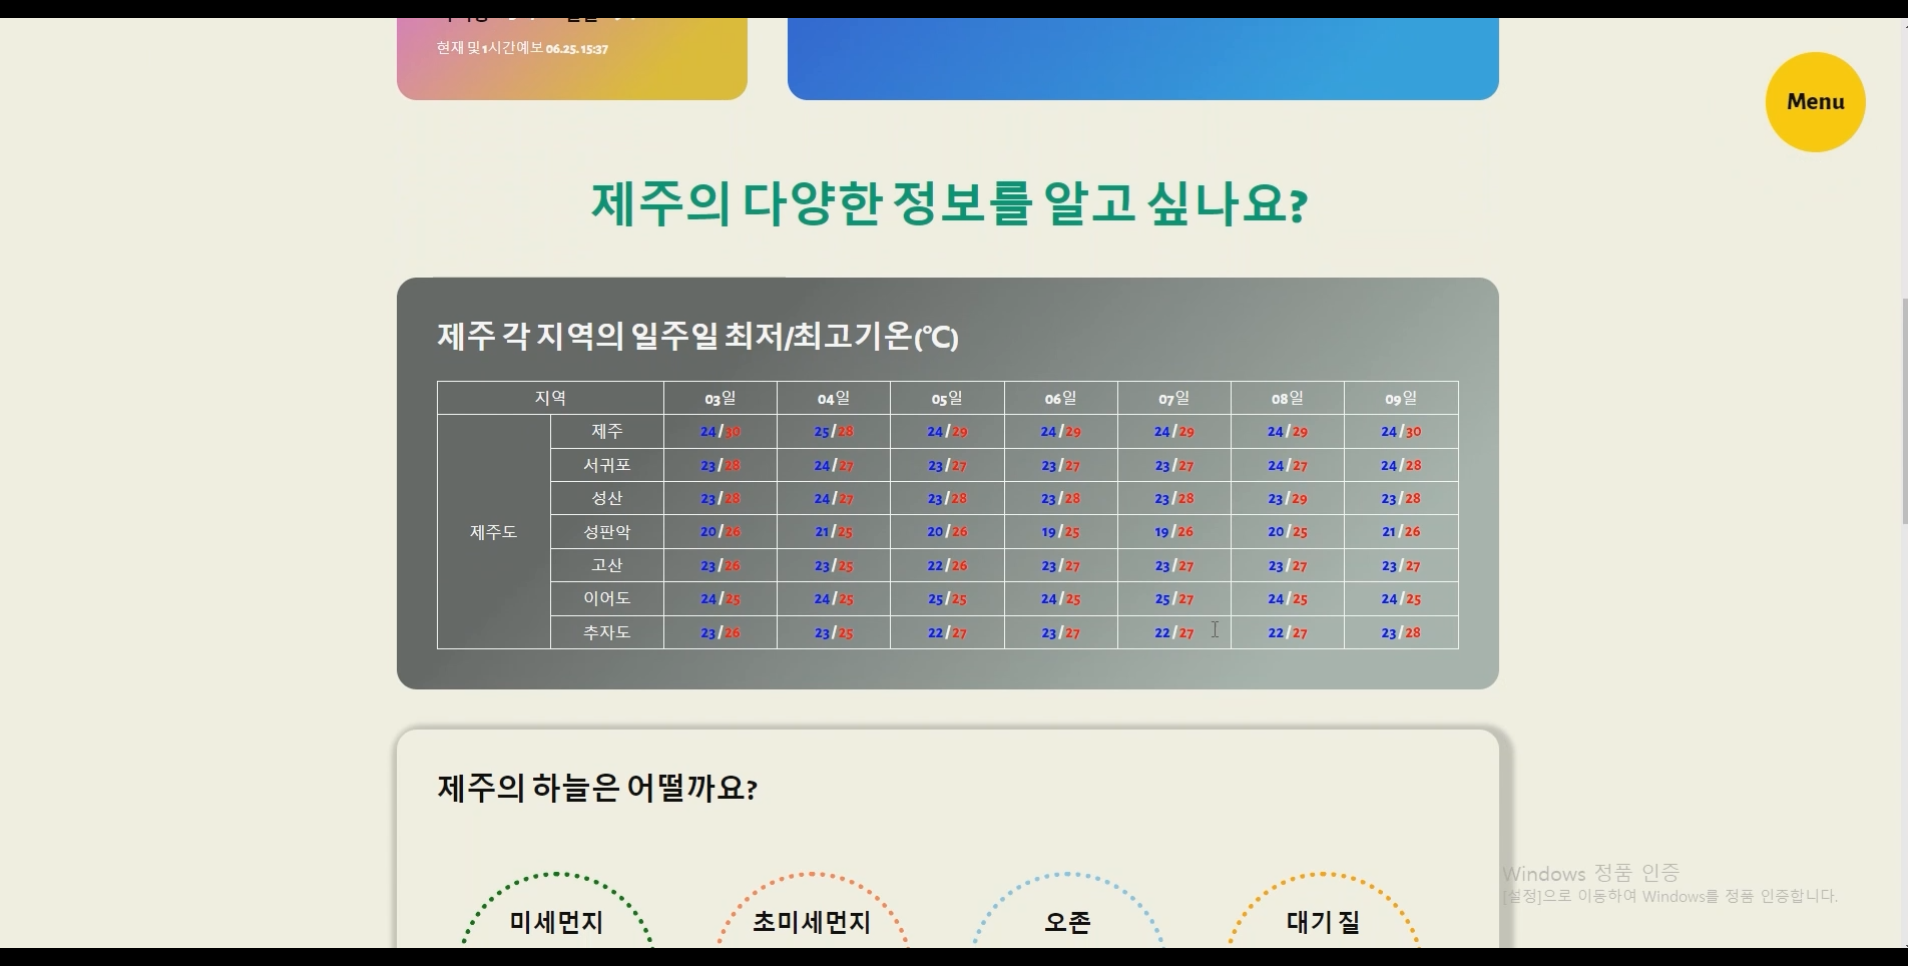 현재 및 1시간예보 06.25. 15:37
Menu
제주의 다양한 정보를 알고 싶나요?
제주 각 지역의 일주일 최저/최고기온(℃)
지역 03일 04일 05일 06일 07일 08일 09일
제주 24/30 25/28 24/29 24/29 24/29 24/29 24/30
서귀포 23/28 24/27 23/27 23/27 23/27 24/27 24/28
성산 23/28 24/27 23/28 23/28 23/28 23/29 23/28
제주도 성판악 20/26 21/25 20/26 19/25 19/26 20/25 21/26
고산 23/26 23/25 22/26 23/27 23/27 23/27 23/27
이어도 24/25 24/25 25/25 24/25 25/27 24/25 24/25
추자도 23/26 23/25 22/27 23/27 22/27 22/27 23/28
제주의 하늘은 어떨까요?
미세먼지 초미세먼지 오존 대기 질
Windows 정품 인증
[설정]으로 이동하여 Windows를 정품 인증합니다.